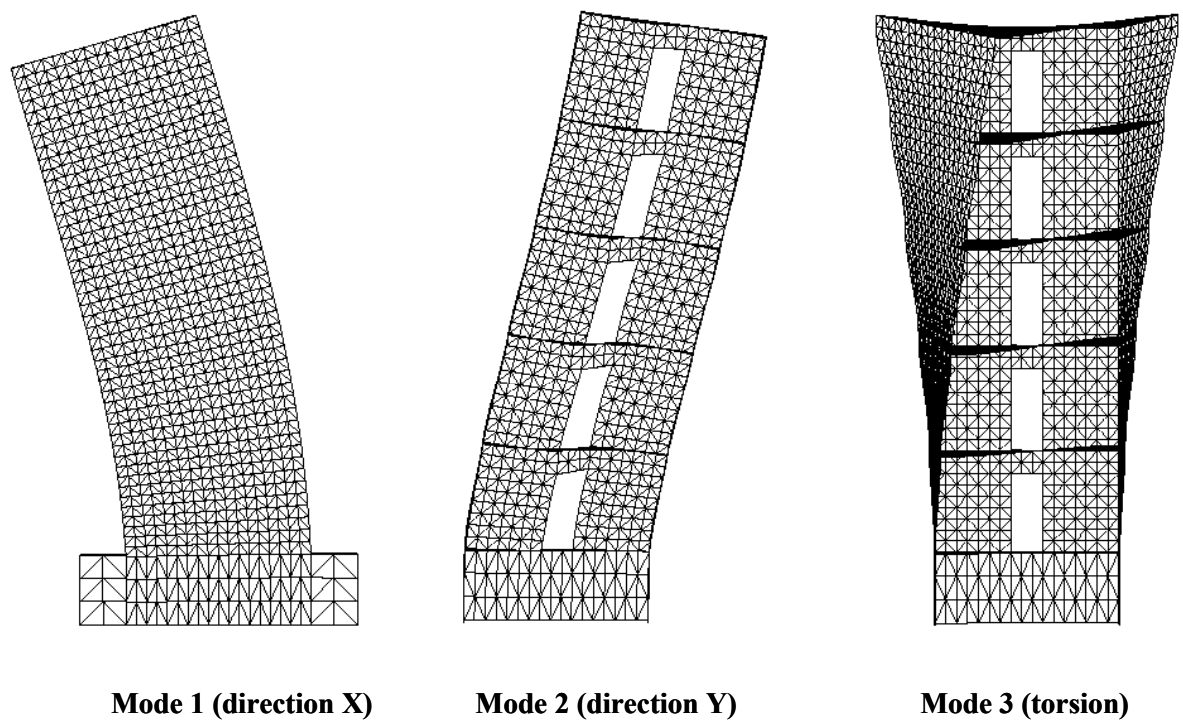 Mode 1 (direction X)
Mode 2 (direction Y)
Mode 3 (torsion)